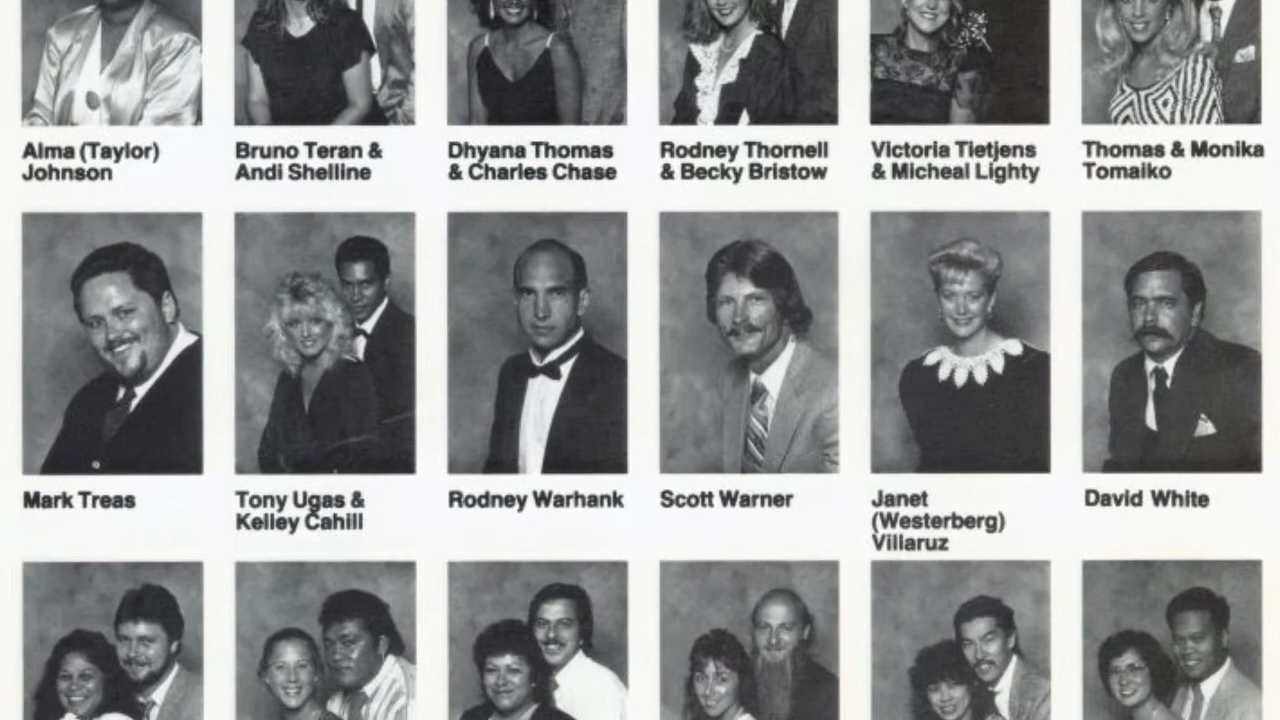 Alma (Taylor)
Johnson
Bruno Teran &
Andi Shelline
Dhyana Thomas
& Charles Chase
Rodney Thornell
& Becky Bristow
Victoria Tietjens
& Micheal Lighty
Thomas & Monika
Tomaiko
Mark Treas
Tony Ugas &
Kelley Cahill
Rodney Warhank
Scott Warner
Janet
(Westerberg)
Villaruz
David White